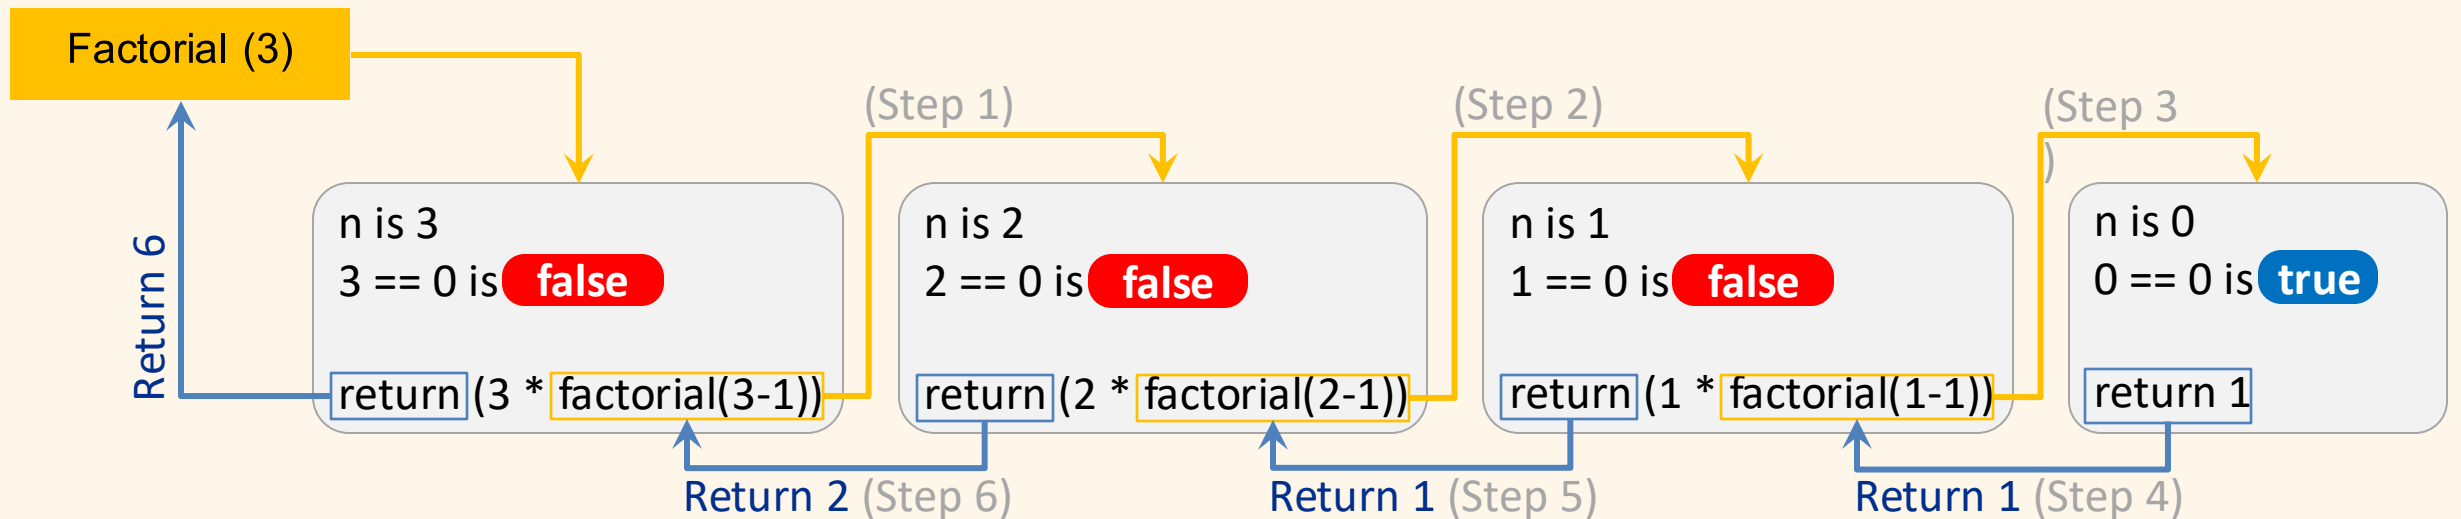 Factorial (3)
(Step 1)
(Step 2)
(Step 3
)
Return 6
n is 3
3 == 0 is false
return (3 * factorial(3-1))
n is 2
2 == 0 is false
return (2 * factorial(2-1))
n is 1
1 == 0 is false
return (1 * factorial(1-1))
n is 0
0 == 0 is true
return 1
Return 2 (Step 6)
Return 1 (Step 5)
Return 1 (Step 4)